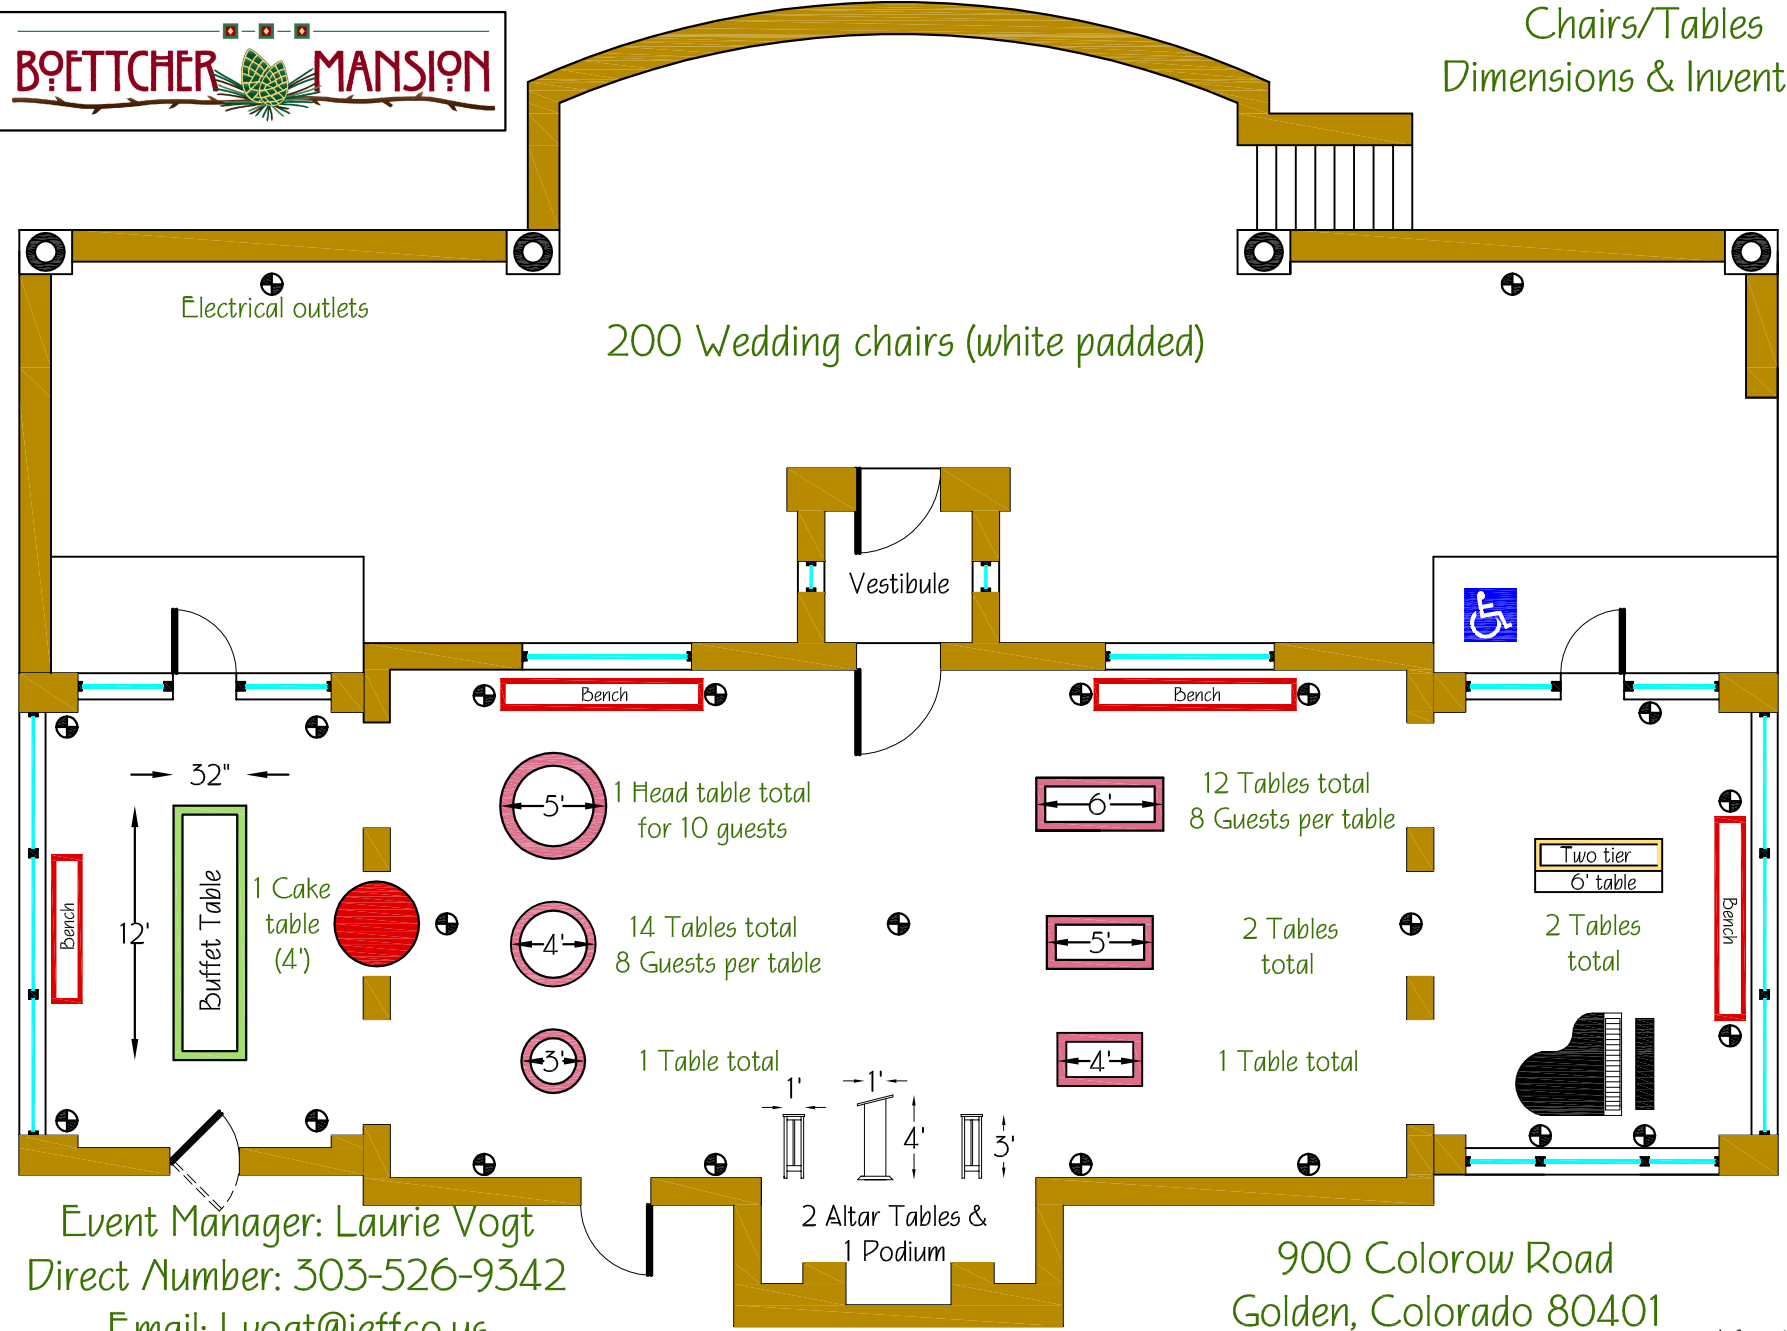 BOETTCHER MANSION
Chairs/Tables
Dimensions & Invent
Electrical outlets
200 Wedding chairs (white padded)
Vestibule
Bench
Bench
32"
12'
Buffet Table
Bench
1 Cake
table
(4')
5'
1 Head table total
for 10 guests
4'
14 Tables total
8 Guests per table
3'
1 Table total
6'
12 Tables total
8 Guests per table
5'
2 Tables
total
4'
1 Table total
Two tier
6' table
2 Tables
total
Bench
1'
1'
4'
3'
2 Altar Tables &
1 Podium
Event Manager: Laurie Vogt
Direct Number: 303-526-9342
Email: Lvogt@jeffco.us
900 Colorow Road
Golden, Colorado 80401